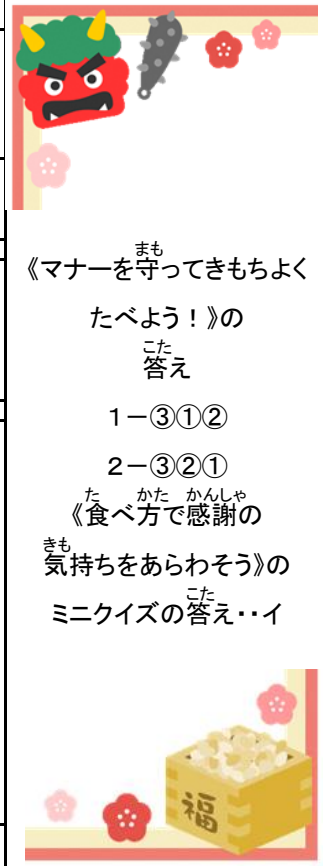 《マナーを守ってきもちよく
たべよう！》の
答え
1－③①②
2－③②①
《食べ方で感謝の
気持ちをあらわそう》の
ミニクイズの答え・・イ
福